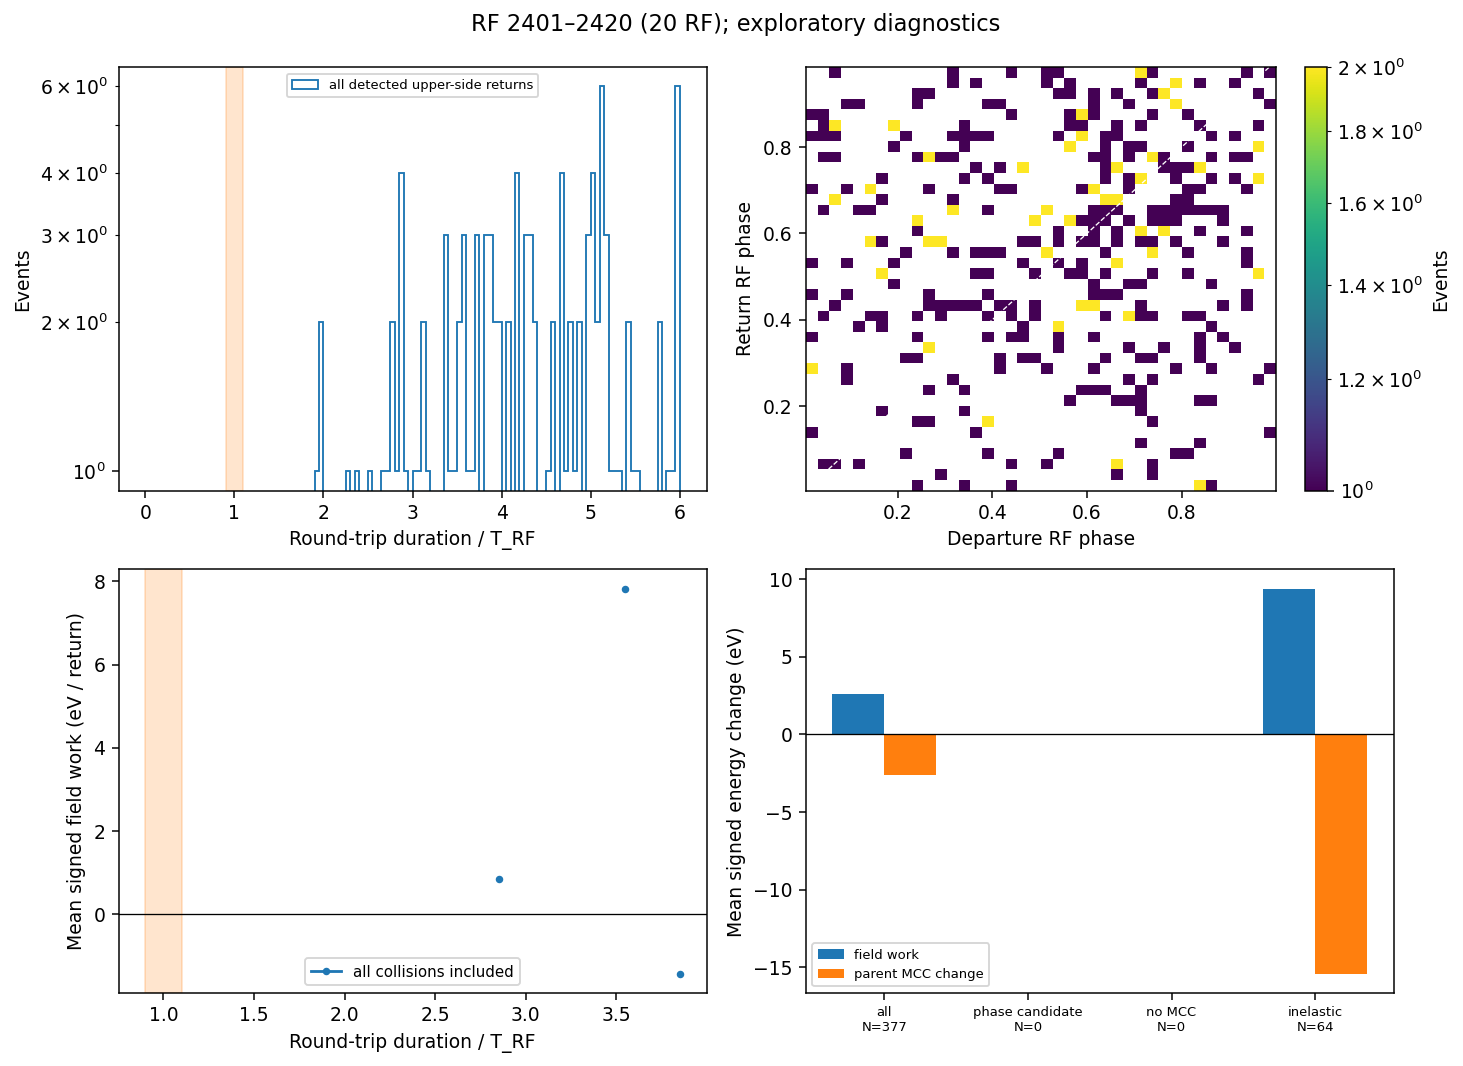 RF 2401–2420 (20 RF); exploratory diagnostics
6 × 10⁰
4 × 10⁰
3 × 10⁰
2 × 10⁰
10⁰
Events
all detected upper-side returns
0 1 2 3 4 5 6
Round-trip duration / T_RF
Return RF phase
0.8
0.6
0.4
0.2
0.2 0.4 0.6 0.8
Departure RF phase
2 × 10⁰
1.8 × 10⁰
1.6 × 10⁰
1.4 × 10⁰
1.2 × 10⁰
10⁰
Events
Mean signed field work (eV / return)
8
6
4
2
0
all collisions included
1.0 1.5 2.0 2.5 3.0 3.5
Round-trip duration / T_RF
Mean signed energy change (eV)
10
5
0
−5
−10
−15
field work
parent MCC change
all phase candidate no MCC inelastic
N=377 N=0 N=0 N=64